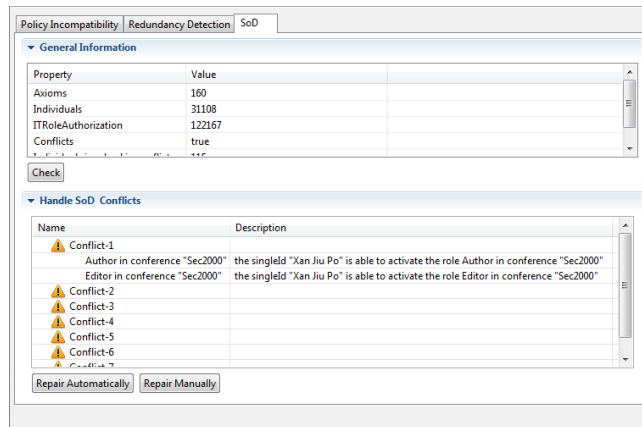 Policy Incompatibility Redundancy Detection SoD
General Information
Property Value
Axioms 160
Individuals 31108
ITRoleAuthorization 122167
Conflicts true
Check
Handle SoD Conflicts
Name Description
Conflict-1
Author in conference "Sec2000" the singleId "Xan Jiu Po" is able to activate the role Author in conference "Sec2000"
Editor in conference "Sec2000" the singleId "Xan Jiu Po" is able to activate the role Editor in conference "Sec2000"
Conflict-2
Conflict-3
Conflict-4
Conflict-5
Conflict-6
Conflict-7
Repair Automatically Repair Manually